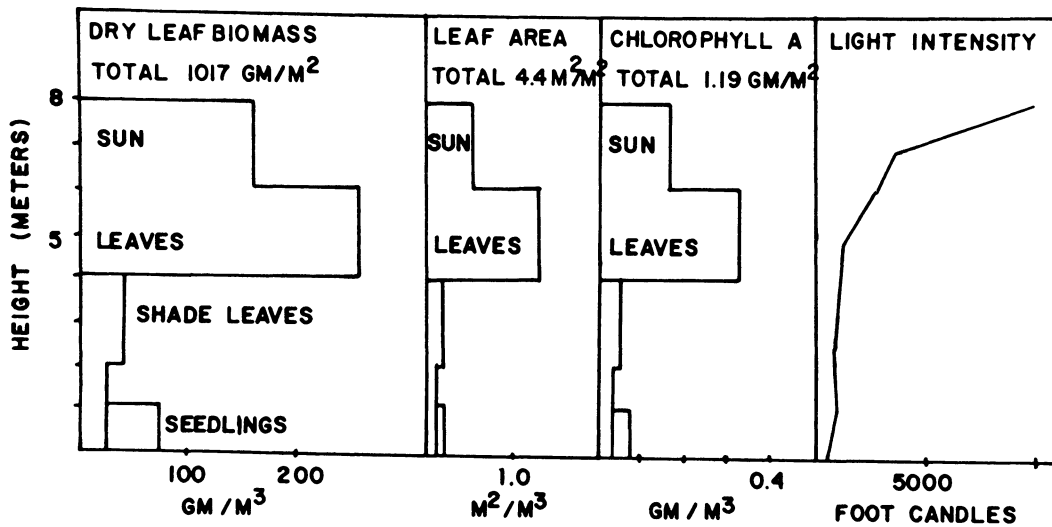 DRY LEAF BIOMASS
TOTAL 1017 GM/M²
LEAF AREA
TOTAL 4.4 M²/M²
CHLOROPHYLL A
TOTAL 1.19 GM/M²
LIGHT INTENSITY
HEIGHT (METERS)
8
5
SUN
LEAVES
SHADE LEAVES
SEEDLINGS
SUN
LEAVES
SUN
LEAVES
100 200
GM/M³
1.0
M²/M³
0.4
GM/M³
5000
FOOT CANDLES